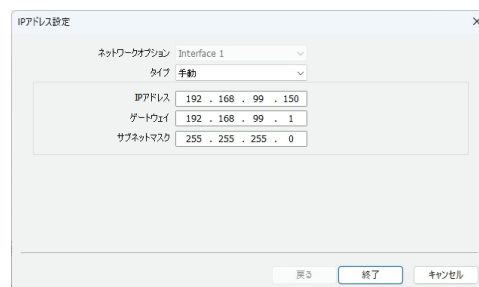 IPアドレス設定
ネットワークオプション Interface 1
タイプ 手動
IPアドレス 192 . 168 . 99 . 150
ゲートウェイ 192 . 168 . 99 . 1
サブネットマスク 255 . 255 . 255 . 0
戻る 終了 キャンセル